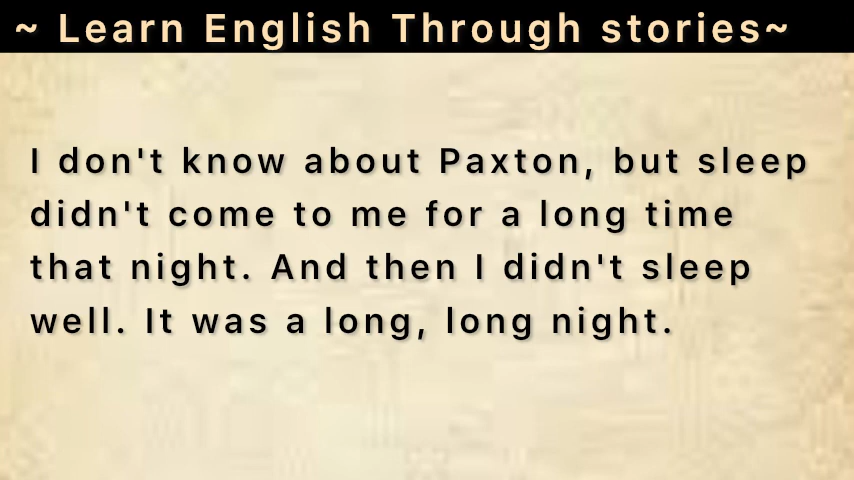 ~ Learn English Through stories~
I don't know about Paxton, but sleep
didn't come to me for a long time
that night. And then I didn't sleep
well. It was a long, long night.